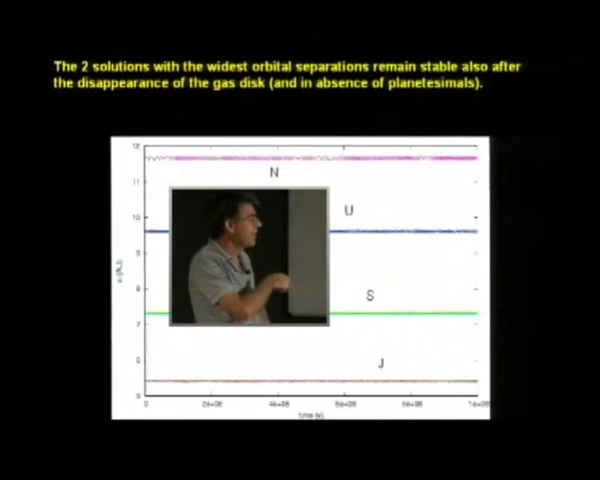 The 2 solutions with the widest orbital separations remain stable also after
the disappearance of the gas disk (and in absence of planetesimals).
12
N
11
U
10
9
8
S
7
6
J
5
0
time (y)